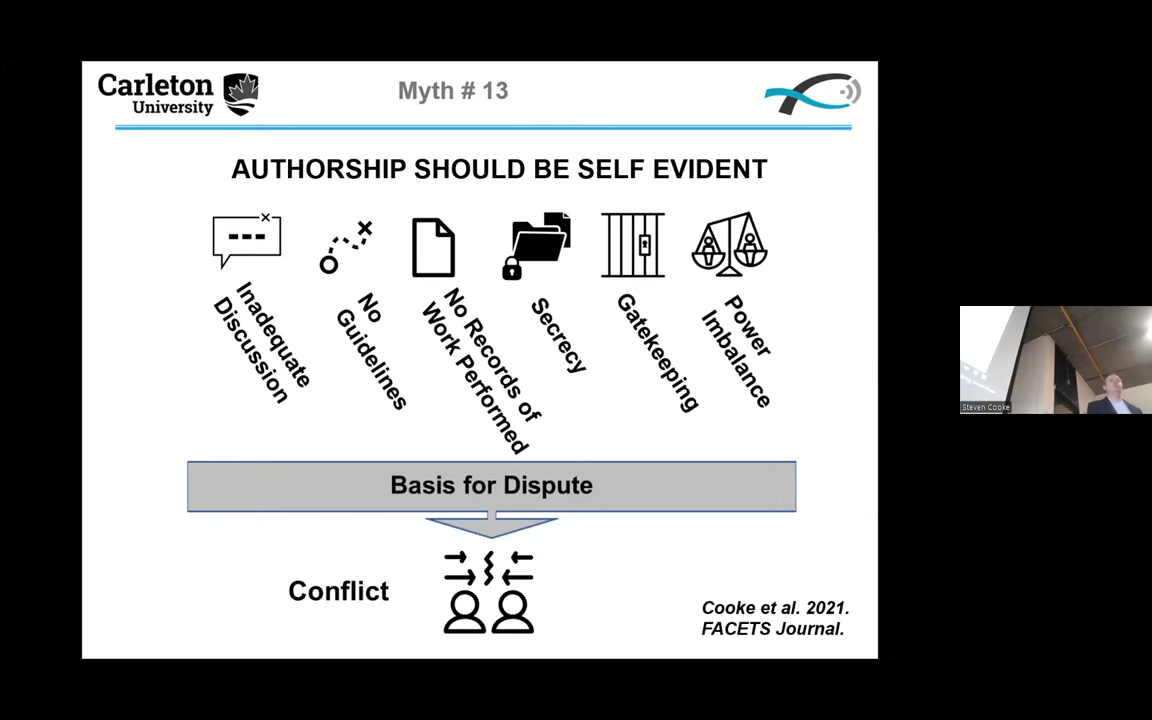 Carleton
University
Myth # 13
AUTHORSHIP SHOULD BE SELF EVIDENT
Inadequate
Discussion
No
Guidelines
No Records of
Work Performed
Secrecy
Gatekeeping
Power
Imbalance
Basis for Dispute
Conflict
Cooke et al. 2021.
FACETS Journal.
Steven Cooke